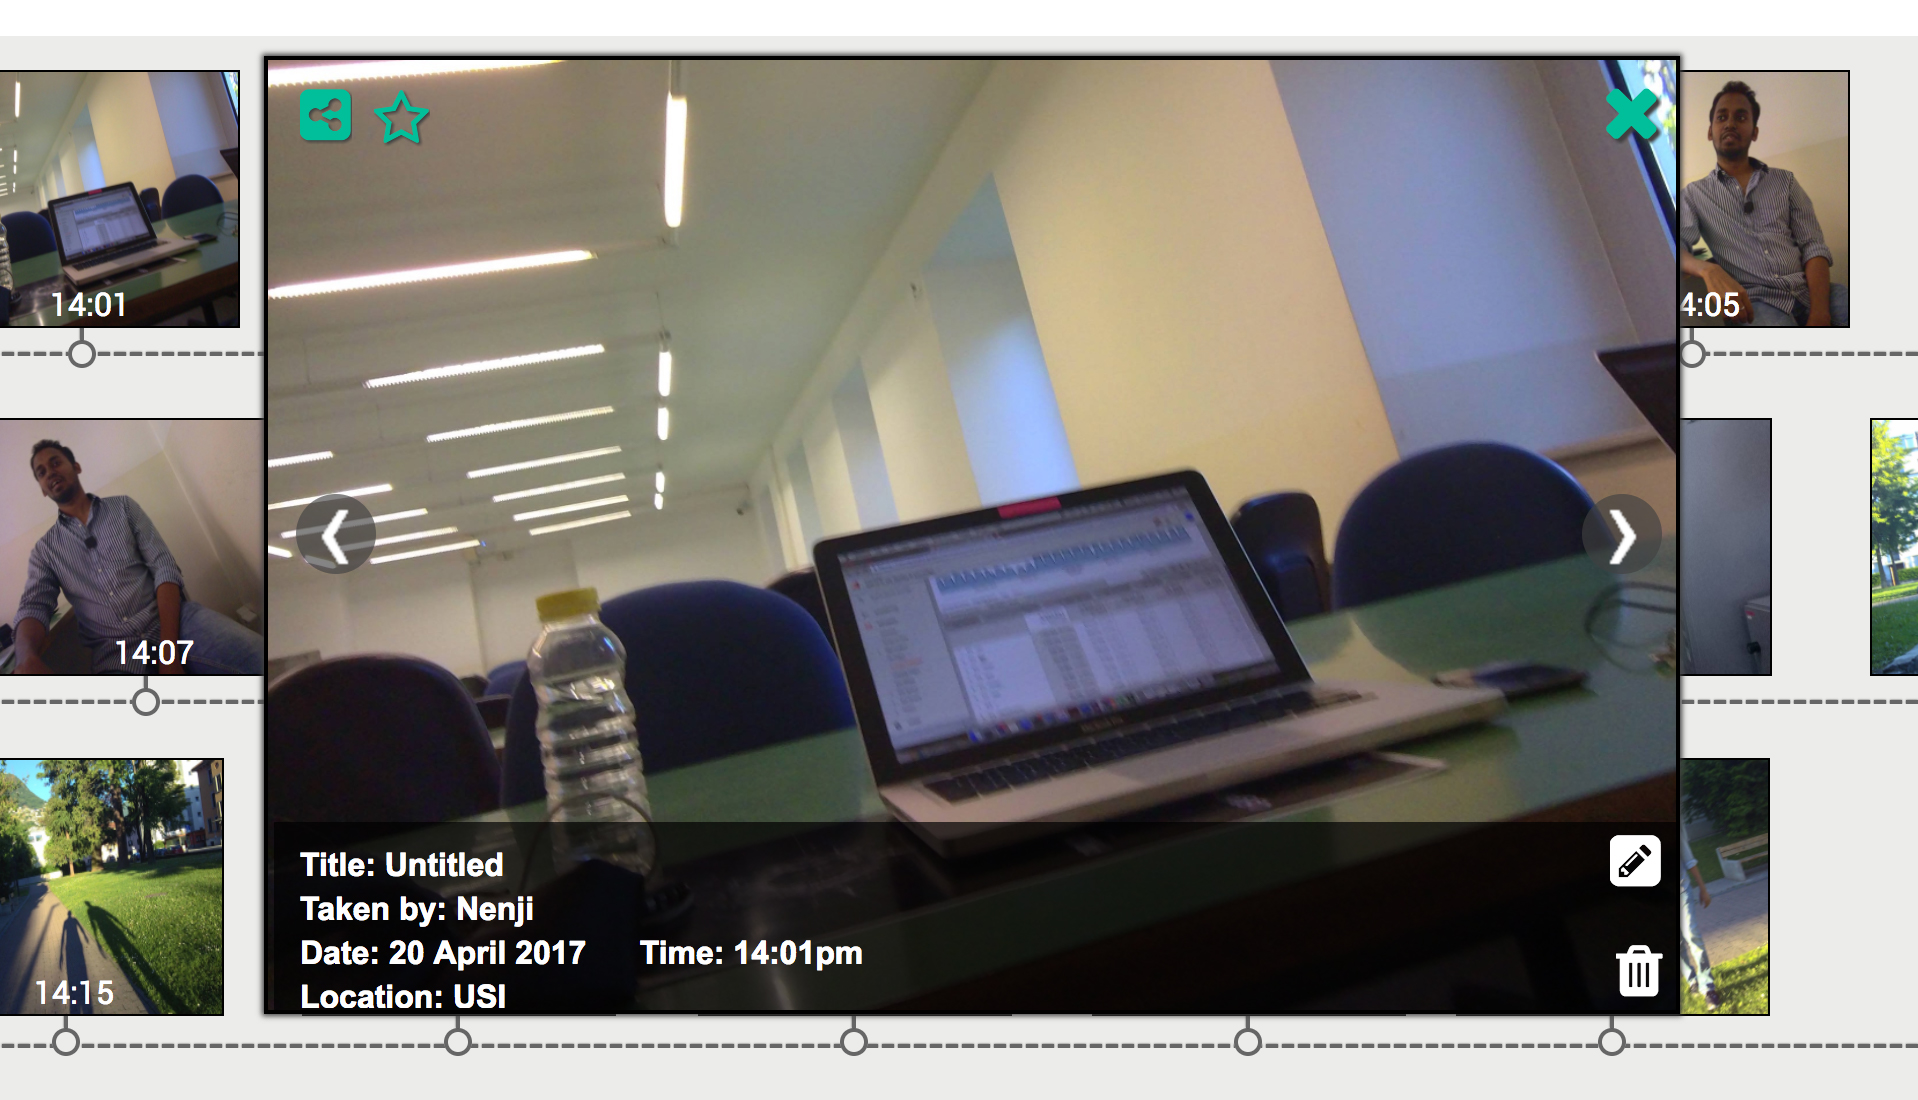 14:01
4:05
14:07
14:15
Title: Untitled
Taken by: Nenji
Date: 20 April 2017 Time: 14:01pm
Location: USI